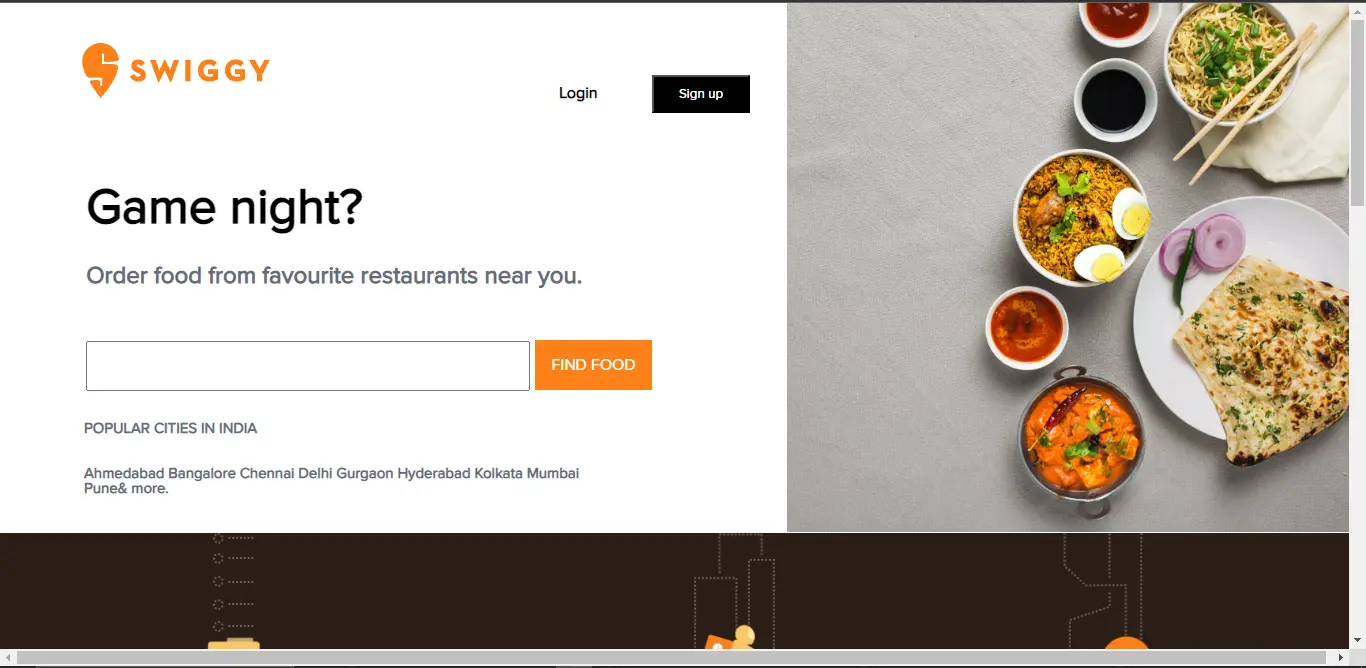 SWIGGY
Login
Sign up
Game night?
Order food from favourite restaurants near you.
FIND FOOD
POPULAR CITIES IN INDIA
Ahmedabad Bangalore Chennai Delhi Gurgaon Hyderabad Kolkata Mumbai
Pune& more.